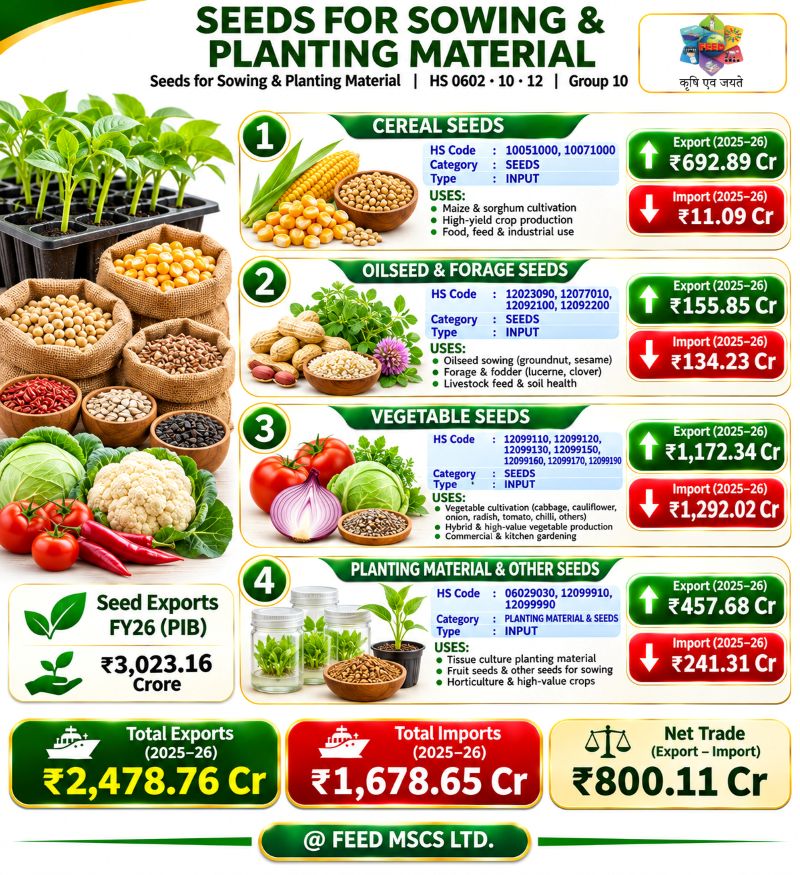 SEEDS FOR SOWING &
PLANTING MATERIAL
Seeds for Sowing & Planting Material | HS 0602 · 10 · 12 | Group 10
FEED
कृषि एव जयते
1
CEREAL SEEDS
HS Code : 10051000, 10071000
Category : SEEDS
Type : INPUT
USES:
• Maize & sorghum cultivation
• High-yield crop production
• Food, feed & industrial use
Export (2025–26)
₹692.89 Cr
Import (2025–26)
₹11.09 Cr
2
OILSEED & FORAGE SEEDS
HS Code : 12023090, 12077010,
12092100, 12092200
Category : SEEDS
Type : INPUT
USES:
• Oilseed sowing (groundnut, sesame)
• Forage & fodder (lucerne, clover)
• Livestock feed & soil health
Export (2025–26)
₹155.85 Cr
Import (2025–26)
₹134.23 Cr
3
VEGETABLE SEEDS
HS Code : 12099110, 12099120,
12099130, 12099150,
12099160, 12099170, 12099190
Category : SEEDS
Type : INPUT
USES:
• Vegetable cultivation (cabbage, cauliflower,
onion, radish, tomato, chilli, others)
• Hybrid & high-value vegetable production
• Commercial & kitchen gardening
Export (2025–26)
₹1,172.34 Cr
Import (2025–26)
₹1,292.02 Cr
4
PLANTING MATERIAL & OTHER SEEDS
HS Code : 06029030, 12099910,
12099990
Category : PLANTING MATERIAL & SEEDS
Type : INPUT
USES:
• Tissue culture planting material
• Fruit seeds & other seeds for sowing
• Horticulture & high-value crops
Export (2025–26)
₹457.68 Cr
Import (2025–26)
₹241.31 Cr
Seed Exports
FY26 (PIB)
₹3,023.16
Crore
Total Exports
(2025–26)
₹2,478.76 Cr
Total Imports
(2025–26)
₹1,678.65 Cr
Net Trade
(Export – Import)
₹800.11 Cr
@ FEED MSCS LTD.